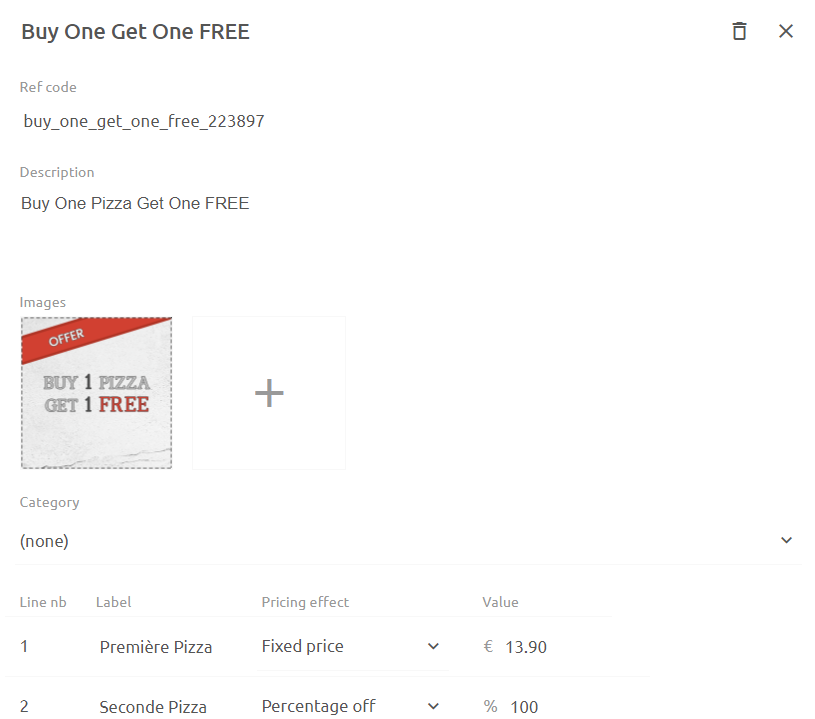 Buy One Get One FREE
Ref code
buy_one_get_one_free_223897
Description
Buy One Pizza Get One FREE
Images
OFFER
BUY 1 PIZZA
GET 1 FREE
+
Category
(none)
Line nb Label Pricing effect Value
1 Première Pizza Fixed price € 13.90
2 Seconde Pizza Percentage off % 100